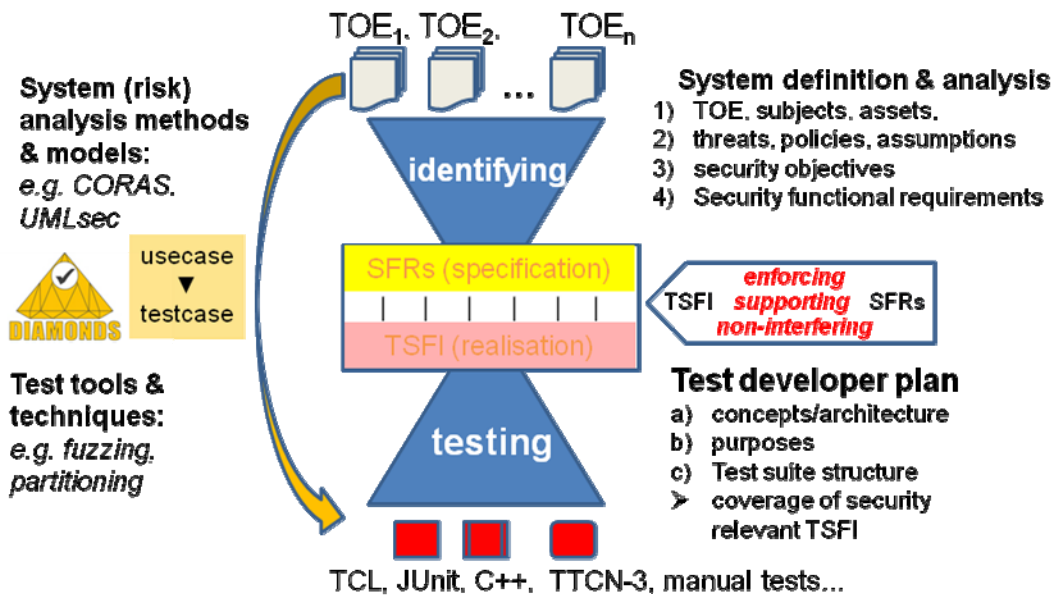 TOE1, TOE2, TOEn
...
System (risk)
analysis methods
& models:
e.g. CORAS,
UMLsec
usecase
▼
testcase
DIAMONDS
Test tools &
techniques:
e.g. fuzzing,
partitioning
identifying
SFRs (specification)
TSFI (realisation)
testing
System definition & analysis
1) TOE, subjects, assets,
2) threats, policies, assumptions
3) security objectives
4) Security functional requirements
enforcing
TSFI supporting SFRs
non-interfering
Test developer plan
a) concepts/architecture
b) purposes
c) Test suite structure
➢ coverage of security
relevant TSFI
TCL, JUnit, C++, TTCN-3, manual tests...